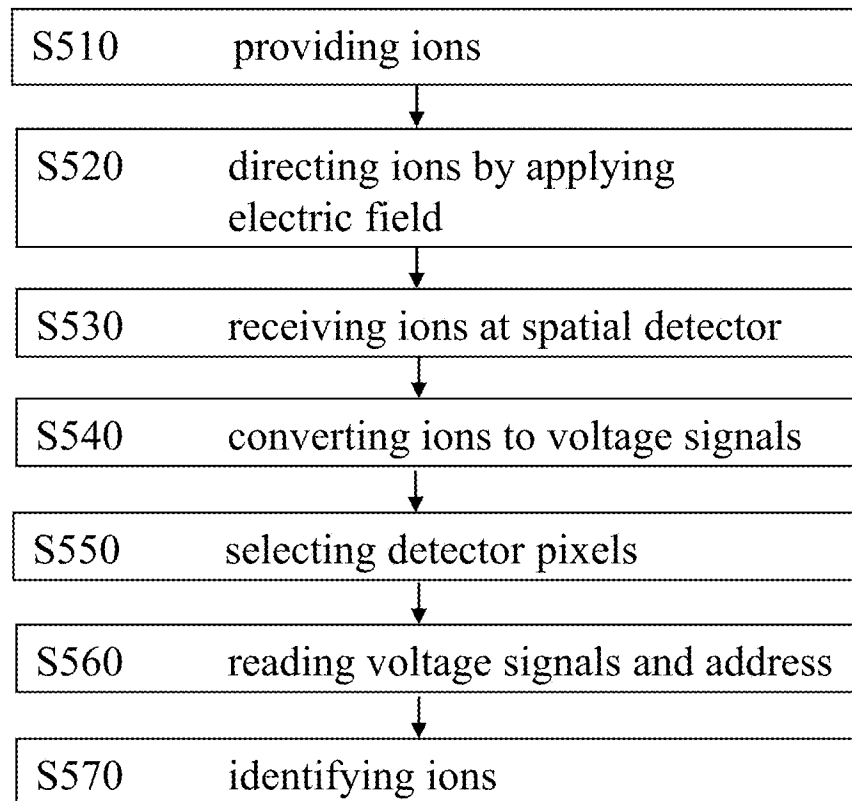 S510 providing ions
S520 directing ions by applying
electric field
S530 receiving ions at spatial detector
S540 converting ions to voltage signals
S550 selecting detector pixels
S560 reading voltage signals and address
S570 identifying ions